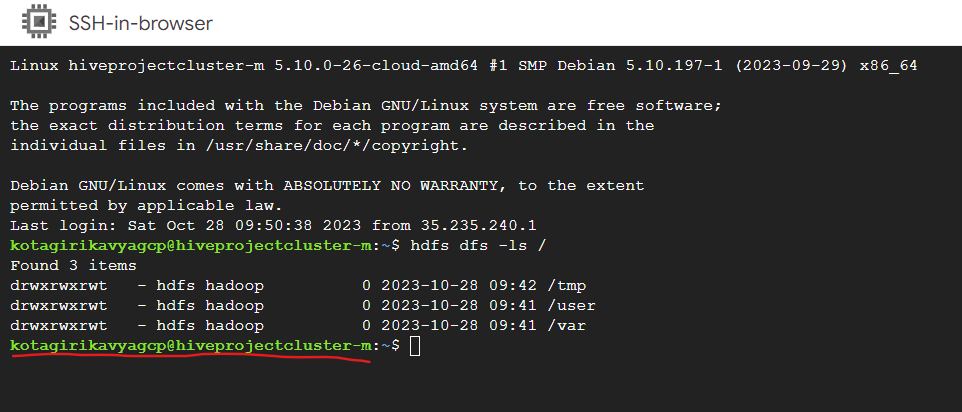 SSH-in-browser
Linux hiveprojectcluster-m 5.10.0-26-cloud-amd64 #1 SMP Debian 5.10.197-1 (2023-09-29) x86_64
The programs included with the Debian GNU/Linux system are free software;
the exact distribution terms for each program are described in the
individual files in /usr/share/doc/*/copyright.
Debian GNU/Linux comes with ABSOLUTELY NO WARRANTY, to the extent
permitted by applicable law.
Last login: Sat Oct 28 09:50:38 2023 from 35.235.240.1
kotagirikavyagcp@hiveprojectcluster-m:~$ hdfs dfs -ls /
Found 3 items
drwxrwxrwt   - hdfs hadoop          0 2023-10-28 09:42 /tmp
drwxrwxrwt   - hdfs hadoop          0 2023-10-28 09:41 /user
drwxrwxrwt   - hdfs hadoop          0 2023-10-28 09:41 /var
kotagirikavyagcp@hiveprojectcluster-m:~$